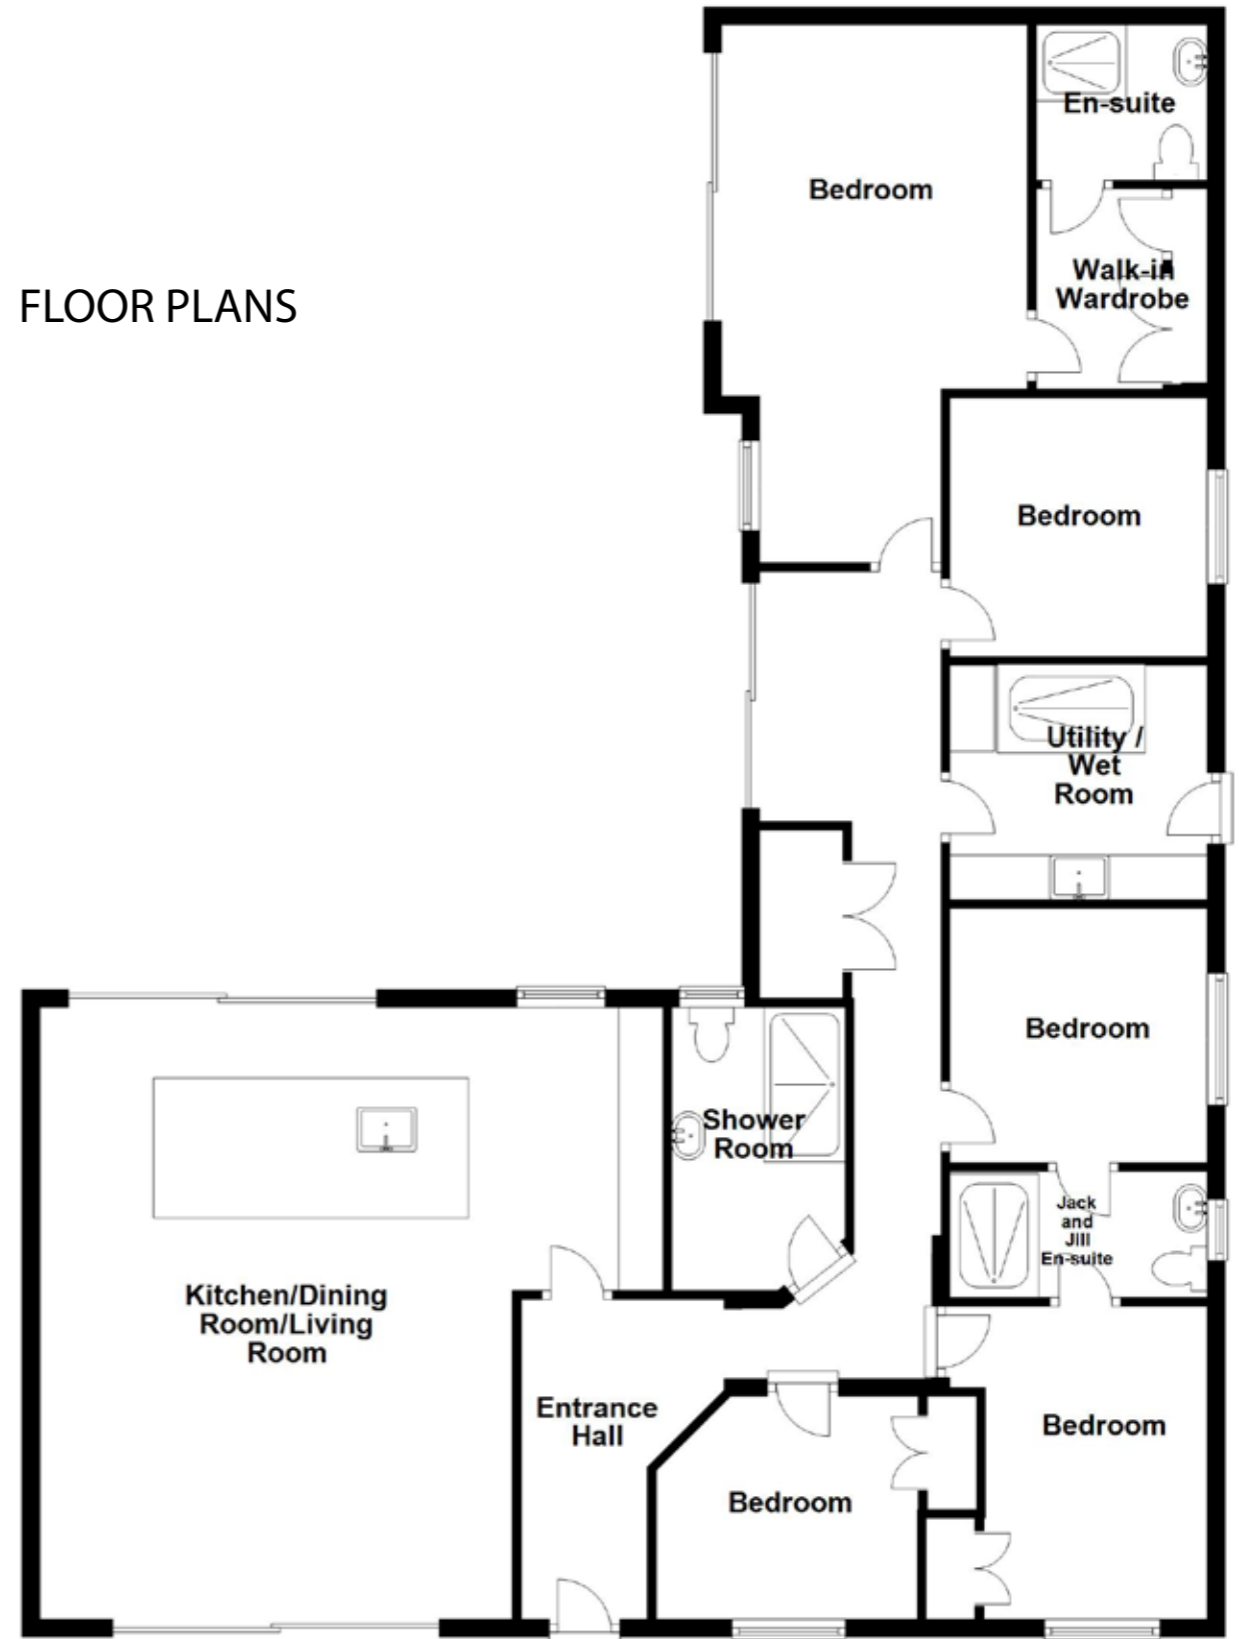 En-suite
Bedroom
Walk-in
Wardrobe
FLOOR PLANS
Bedroom
Utility /
Wet
Room
Bedroom
Shower
Room
Jack
and
Jill
En-suite
Kitchen/Dining
Room/Living
Room
Entrance
Hall
Bedroom
Bedroom